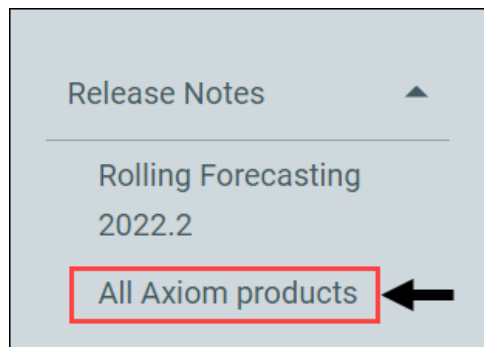 Release Notes
Rolling Forecasting
2022.2
All Axiom products